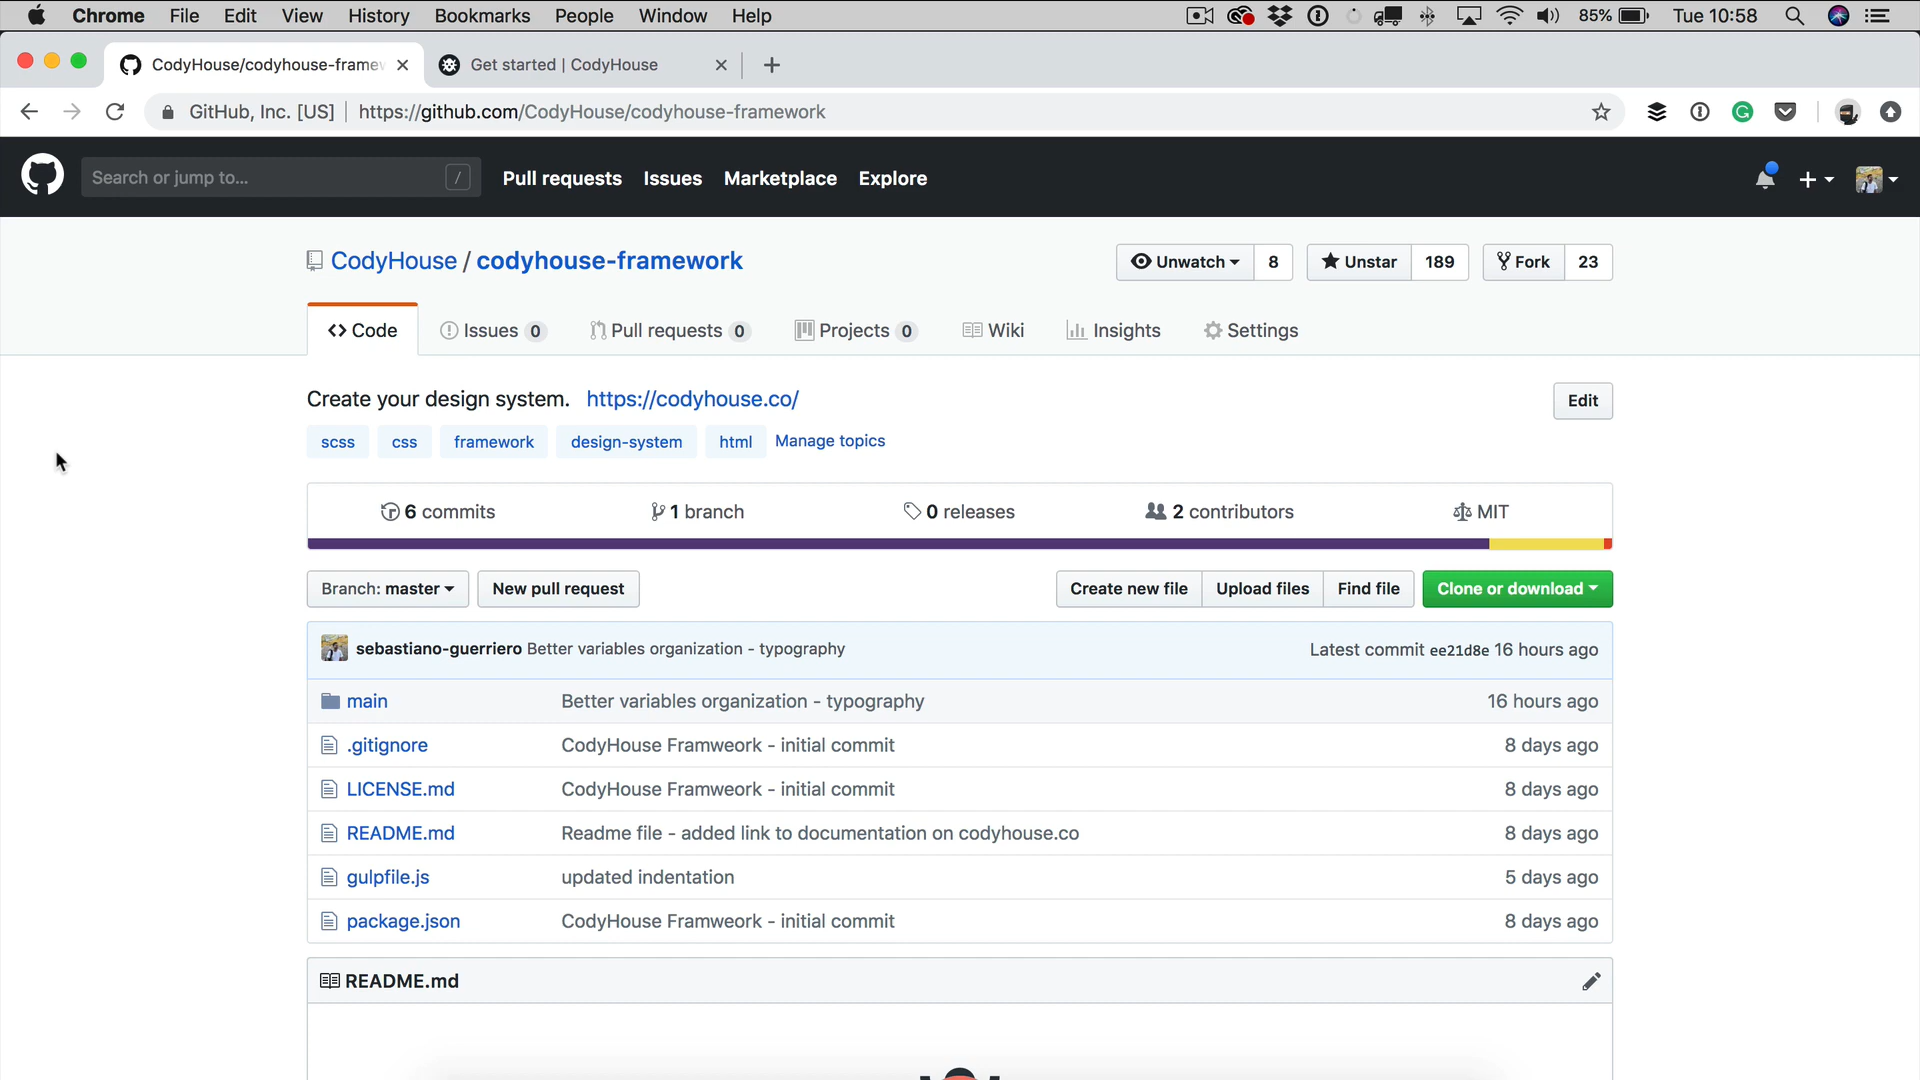 Chrome File Edit View History Bookmarks People Window Help 85% Tue 10:58
CodyHouse/codyhouse-framew Get started | CodyHouse
GitHub, Inc. [US] https://github.com/CodyHouse/codyhouse-framework
Search or jump to... / Pull requests Issues Marketplace Explore
CodyHouse / codyhouse-framework Unwatch 8 Unstar 189 Fork 23
Code Issues 0 Pull requests 0 Projects 0 Wiki Insights Settings
Create your design system. https://codyhouse.co/ Edit
scss css framework design-system html Manage topics
6 commits 1 branch 0 releases 2 contributors MIT
Branch: master New pull request Create new file Upload files Find file Clone or download
sebastiano-guerriero Better variables organization - typography Latest commit ee21d8e 16 hours ago
main Better variables organization - typography 16 hours ago
.gitignore CodyHouse Framweork - initial commit 8 days ago
LICENSE.md CodyHouse Framweork - initial commit 8 days ago
README.md Readme file - added link to documentation on codyhouse.co 8 days ago
gulpfile.js updated indentation 5 days ago
package.json CodyHouse Framweork - initial commit 8 days ago
README.md